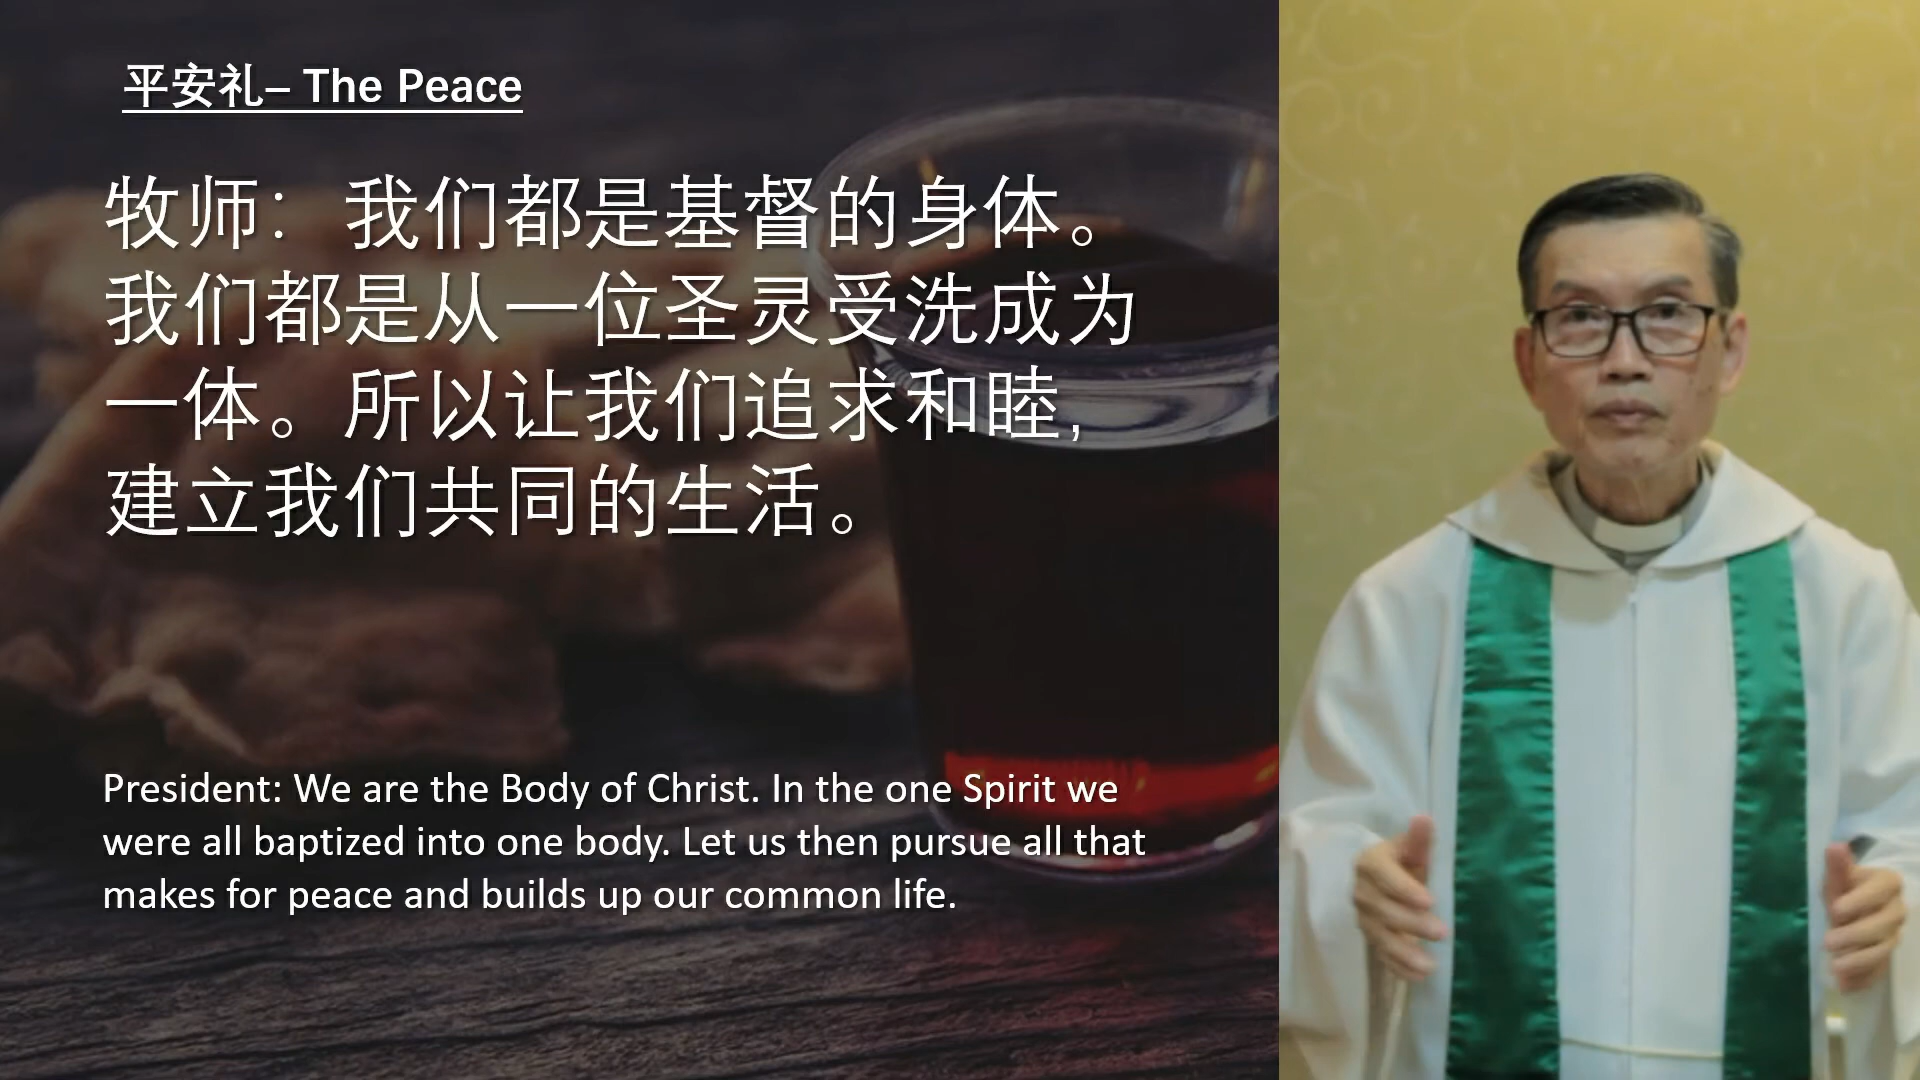 平安礼– The Peace
牧师：我们都是基督的身体。
我们都是从一位圣灵受洗成为
一体。所以让我们追求和睦,
建立我们共同的生活。
President: We are the Body of Christ. In the one Spirit we
were all baptized into one body. Let us then pursue all that
makes for peace and builds up our common life.